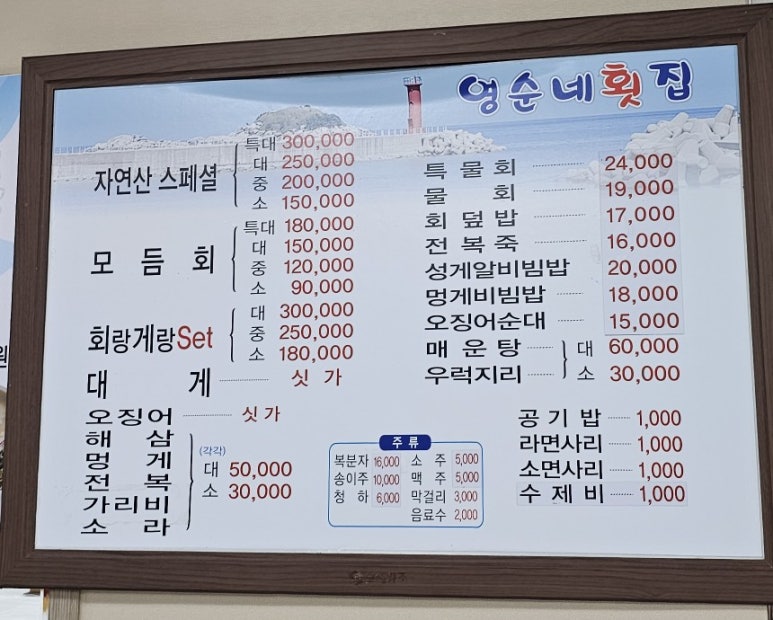 영순네횟집
자연산 스페셜
특대 300,000
대 250,000
중 200,000
소 150,000
모 듬 회
특대 180,000
대 150,000
중 120,000
소 90,000
회랑게랑Set
대 300,000
중 250,000
소 180,000
대 게 싯 가
오징어 싯 가
해 삼
멍 게
전 복
가리비
소 라
(각각)
대 50,000
소 30,000
특 물 회 24,000
물 회 19,000
회 덮 밥 17,000
전 복 죽 16,000
성게알비빔밥 20,000
멍게비빔밥 18,000
오징어순대 15,000
매 운 탕
우럭지리
대 60,000
소 30,000
공 기 밥 1,000
라면사리 1,000
소면사리 1,000
수 제 비 1,000
주 류
복분자 16,000 소 주 5,000
송이주 10,000 맥 주 5,000
청 하 6,000 막걸리 3,000
음료수 2,000
원